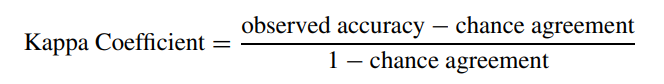 Kappa Coefficient = observed accuracy − chance agreement
1 − chance agreement